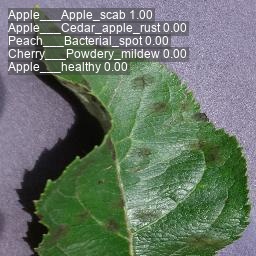 Apple___Apple_scab 1.00
Apple___Cedar_apple_rust 0.00
Peach___Bacterial_spot 0.00
Cherry___Powdery_mildew 0.00
Apple___healthy 0.00